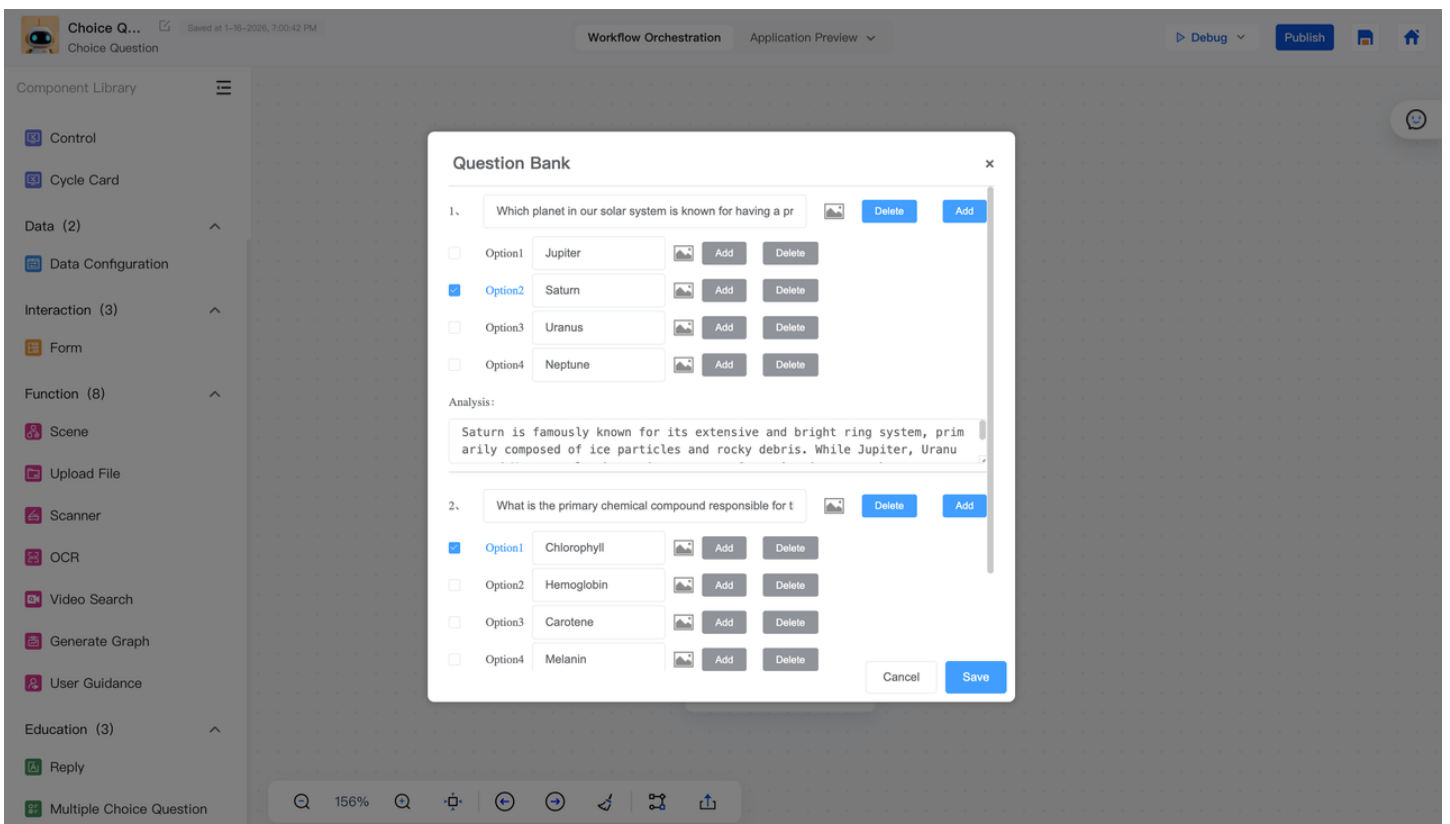 Choice Q...
Saved at 1-16-2026, 7:00:42 PM
Choice Question
Workflow Orchestration
Application Preview
Debug
Publish
Component Library
Control
Cycle Card
Data (2)
Data Configuration
Interaction (3)
Form
Function (8)
Scene
Upload File
Scanner
OCR
Video Search
Generate Graph
User Guidance
Education (3)
Reply
Multiple Choice Question
Question Bank
×
1、 Which planet in our solar system is known for having a pr Delete Add
Option1 Jupiter Add Delete
Option2 Saturn Add Delete
Option3 Uranus Add Delete
Option4 Neptune Add Delete
Analysis:
Saturn is famously known for its extensive and bright ring system, prim
arily composed of ice particles and rocky debris. While Jupiter, Uranu
2、 What is the primary chemical compound responsible for t Delete Add
Option1 Chlorophyll Add Delete
Option2 Hemoglobin Add Delete
Option3 Carotene Add Delete
Option4 Melanin Add Delete
Cancel Save
156%